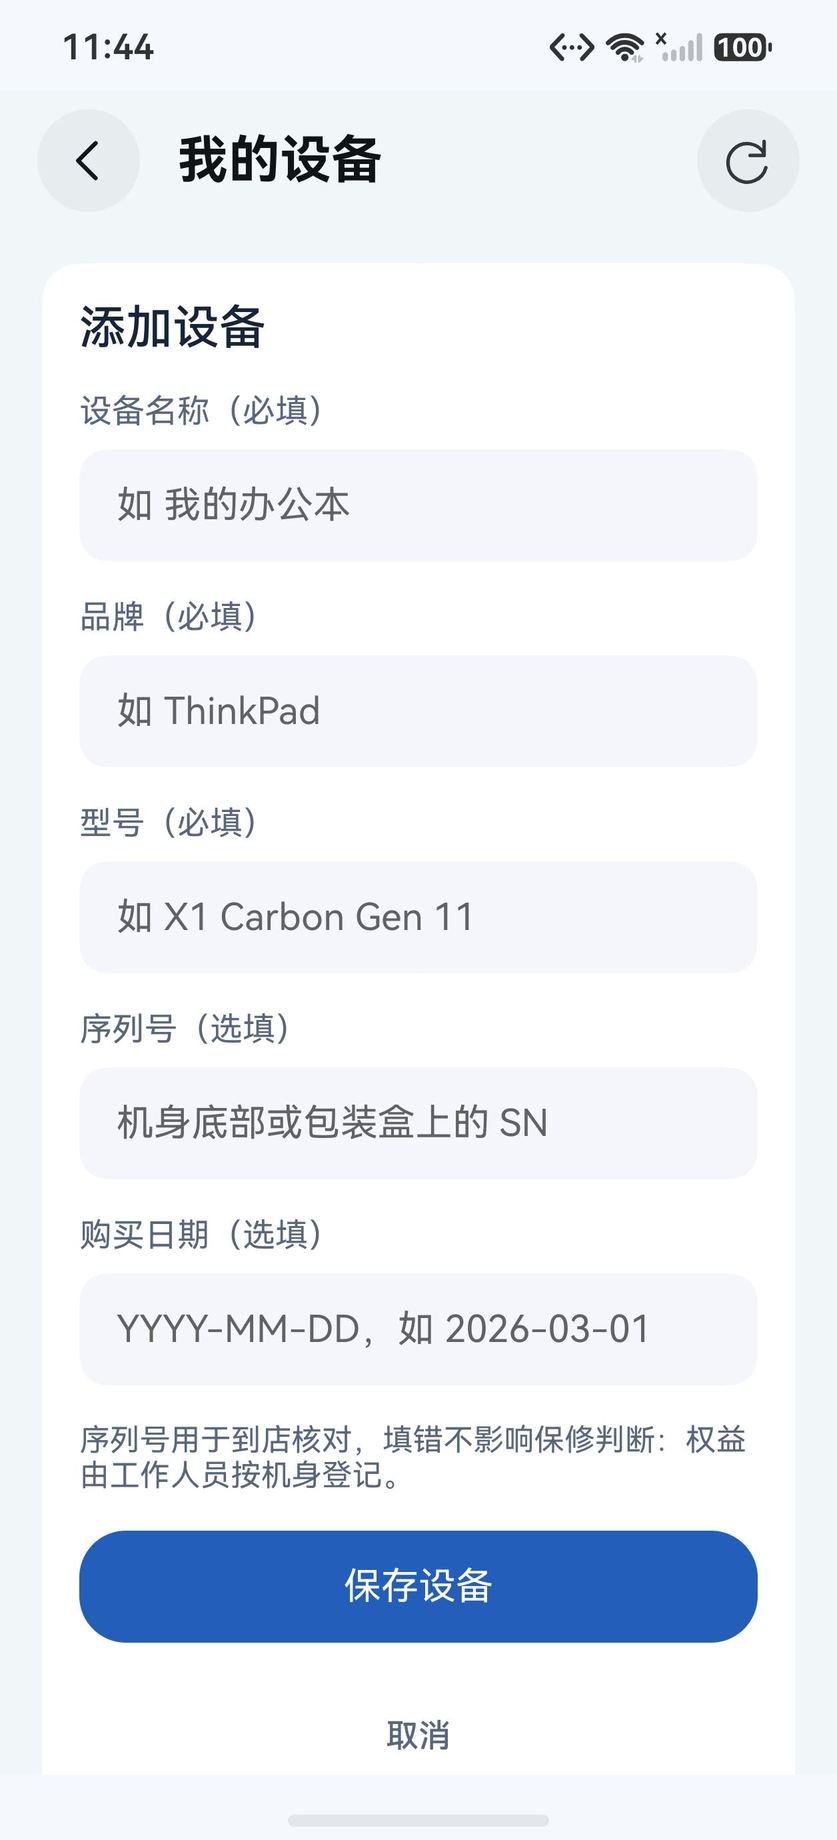 11:44
100
我的设备
添加设备
设备名称（必填）
如 我的办公本
品牌（必填）
如 ThinkPad
型号（必填）
如 X1 Carbon Gen 11
序列号（选填）
机身底部或包装盒上的 SN
购买日期（选填）
YYYY-MM-DD，如 2026-03-01
序列号用于到店核对，填错不影响保修判断：权益
由工作人员按机身登记。
保存设备
取消